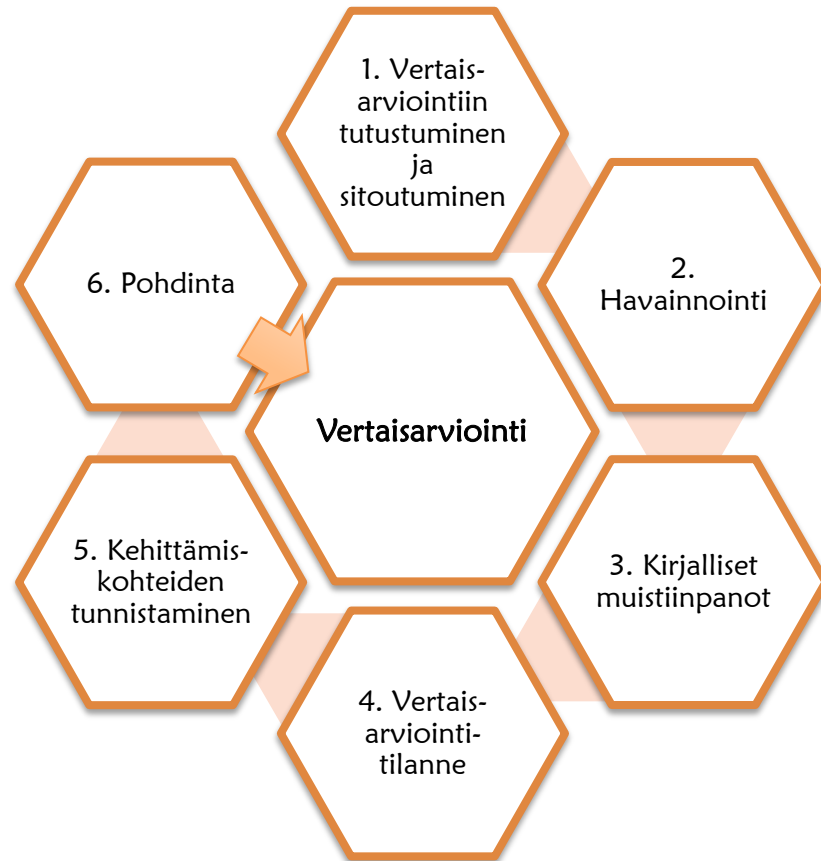 1. Vertais-
arviointiin
tutustuminen
ja
sitoutuminen
2.
Havainnointi
3. Kirjalliset
muistiinpanot
4. Vertais-
arviointi-
tilanne
5. Kehittämis-
kohteiden
tunnistaminen
6. Pohdinta
Vertaisarviointi